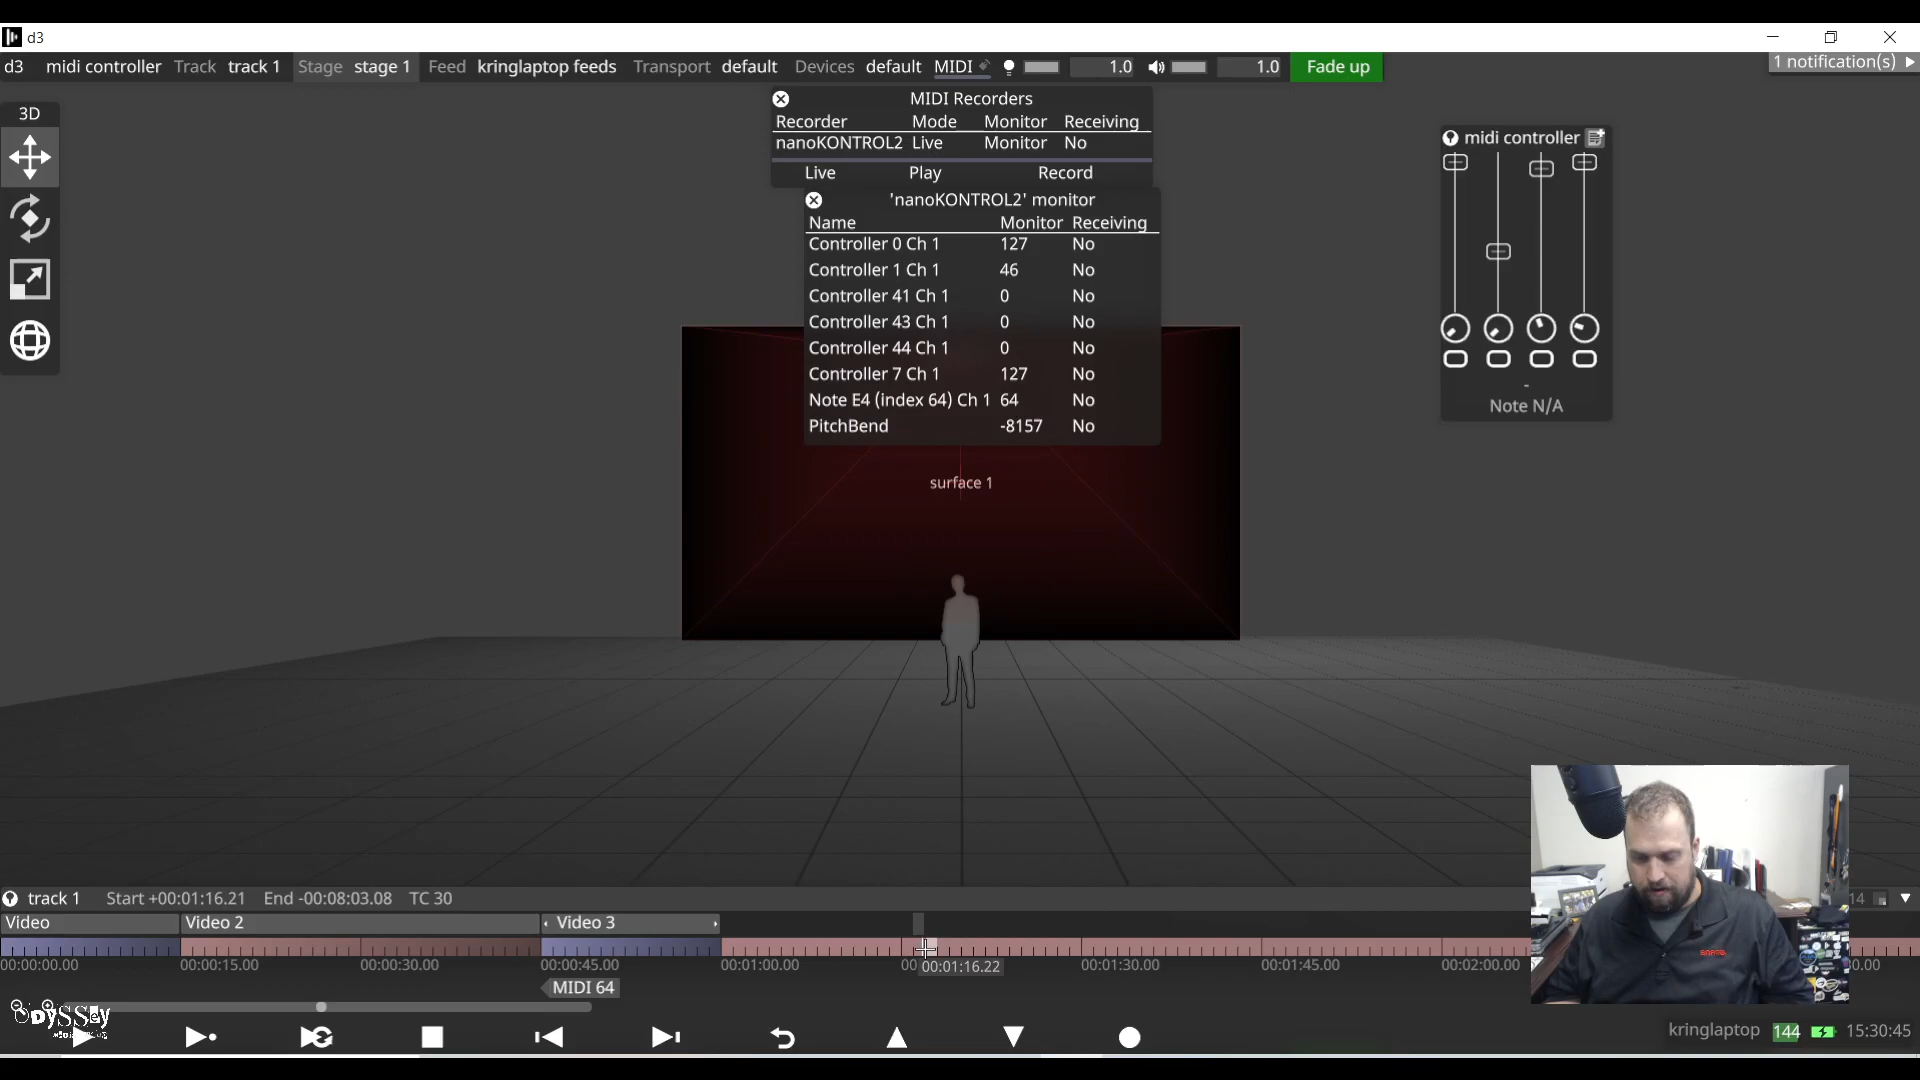 d3
d3 midi controller Track track 1 Stage stage 1 Feed kringlaptop feeds Transport default Devices default MIDI 1.0 1.0 Fade up
1 notification(s)
3D
MIDI Recorders
Recorder Mode Monitor Receiving
nanoKONTROL2 Live Monitor No
Live Play Record
'nanoKONTROL2' monitor
Name Monitor Receiving
Controller 0 Ch 1 127 No
Controller 1 Ch 1 46 No
Controller 41 Ch 1 0 No
Controller 43 Ch 1 0 No
Controller 44 Ch 1 0 No
Controller 7 Ch 1 127 No
Note E4 (index 64) Ch 1 64 No
PitchBend -8157 No
midi controller
-
Note N/A
surface 1
track 1 Start +00:01:16.21 End -00:08:03.08 TC 30
14
Video Video 2 Video 3
00:00:00.00 00:00:15.00 00:00:30.00 00:00:45.00 00:01:00.00 00:01:16.22 00:01:30.00 00:01:45.00 00:02:00.00
MIDI 64
Odyssey
kringlaptop 144 15:30:45